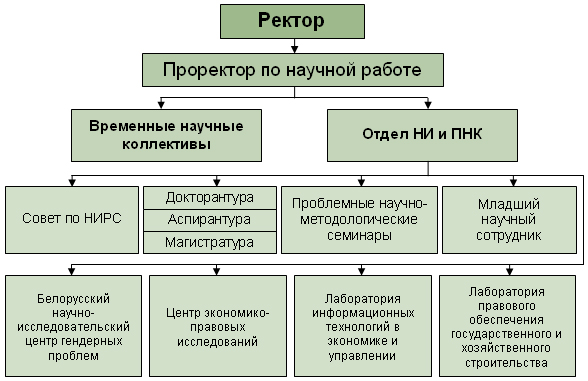 Ректор
Проректор по научной работе
Временные научные
коллективы
Отдел НИ и ПНК
Совет по НИРС
Докторантура
Аспирантура
Магистратура
Проблемные научно-
методологические
семинары
Младший
научный
сотрудник
Белорусский
научно-
исследовательский
центр гендерных
проблем
Центр экономико-
правовых
исследований
Лаборатория
информационных
технологий в
экономике и
управлении
Лаборатория
правового
обеспечения
государственного и
хозяйственного
строительства